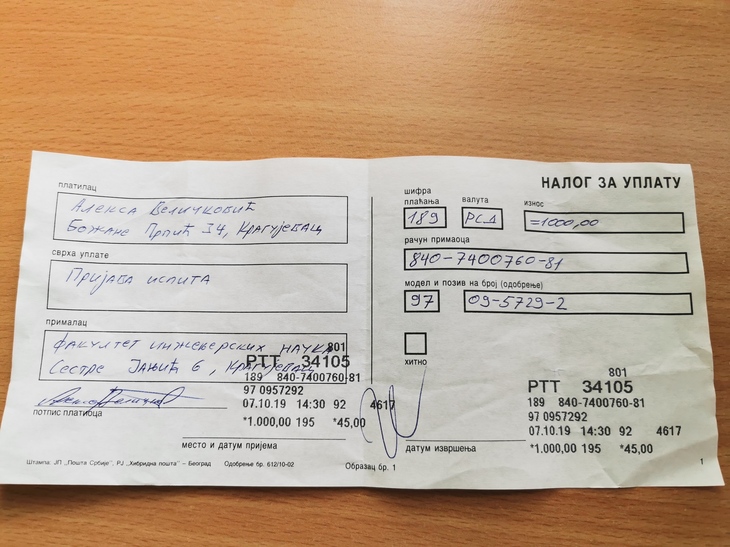 НАЛОГ ЗА УПЛАТУ
платилац
Алекса Величковић
Божане Прпић 34, Крагујевац
сврха уплате
Пријава испита
прималац
Факултет инжењерских наука
Сестре Јањић 6, Крагујевац
потпис платиоца
место и датум пријема
шифра плаћања
189
валута
РСД
износ
=1000,00
рачун примаоца
840-7400760-81
модел и позив на број (одобрење)
97
09-5729-2
хитно
датум извршења
801
PTT 34105
189 840-7400760-81
97 0957292
07.10.19 14:30 92 4617
*1.000,00 195 *45,00
801
PTT 34105
189 840-7400760-81
97 0957292
07.10.19 14:30 92 4617
*1.000,00 195 *45,00
Штампа: ЈП „Пошта Србије", РЈ „Хибридна пошта" – Београд Одобрење бр. 612/10-02
Образац бр. 1
1